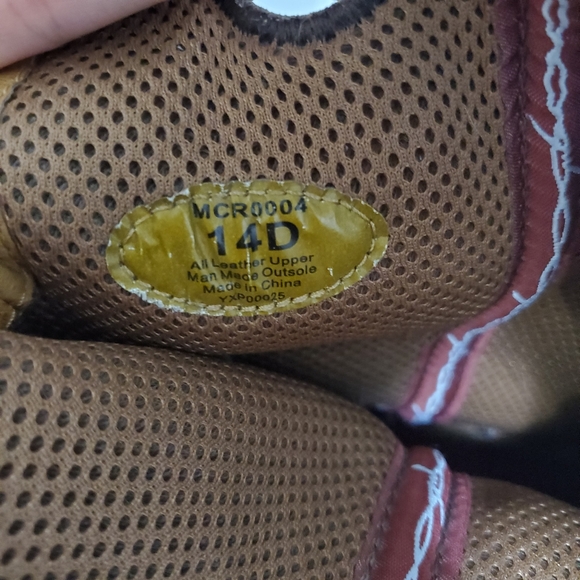 MCR0004
14D
All Leather Upper
Man Made Outsole
Made in China
YXP00025